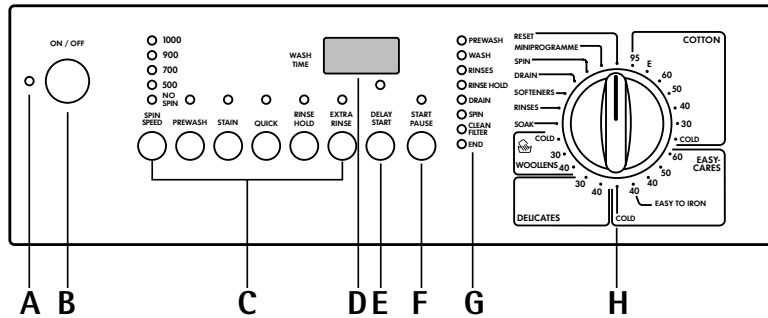 ON / OFF
1000
900
700
500
NO
SPIN
SPIN
SPEED
PREWASH
STAIN
QUICK
RINSE
HOLD
EXTRA
RINSE
WASH
TIME
DELAY
START
START
PAUSE
PREWASH
WASH
RINSES
RINSE HOLD
DRAIN
SPIN
CLEAN
FILTER
END
RESET
MINIPROGRAMME
SPIN
DRAIN
SOFTENERS
RINSES
SOAK
COTTON
95
E
60
50
40
30
COLD
EASY-
CARES
60
50
40
40
EASY TO IRON
COLD
DELICATES
40
30
WOOLLENS
40
30
COLD
A B C D E F G H